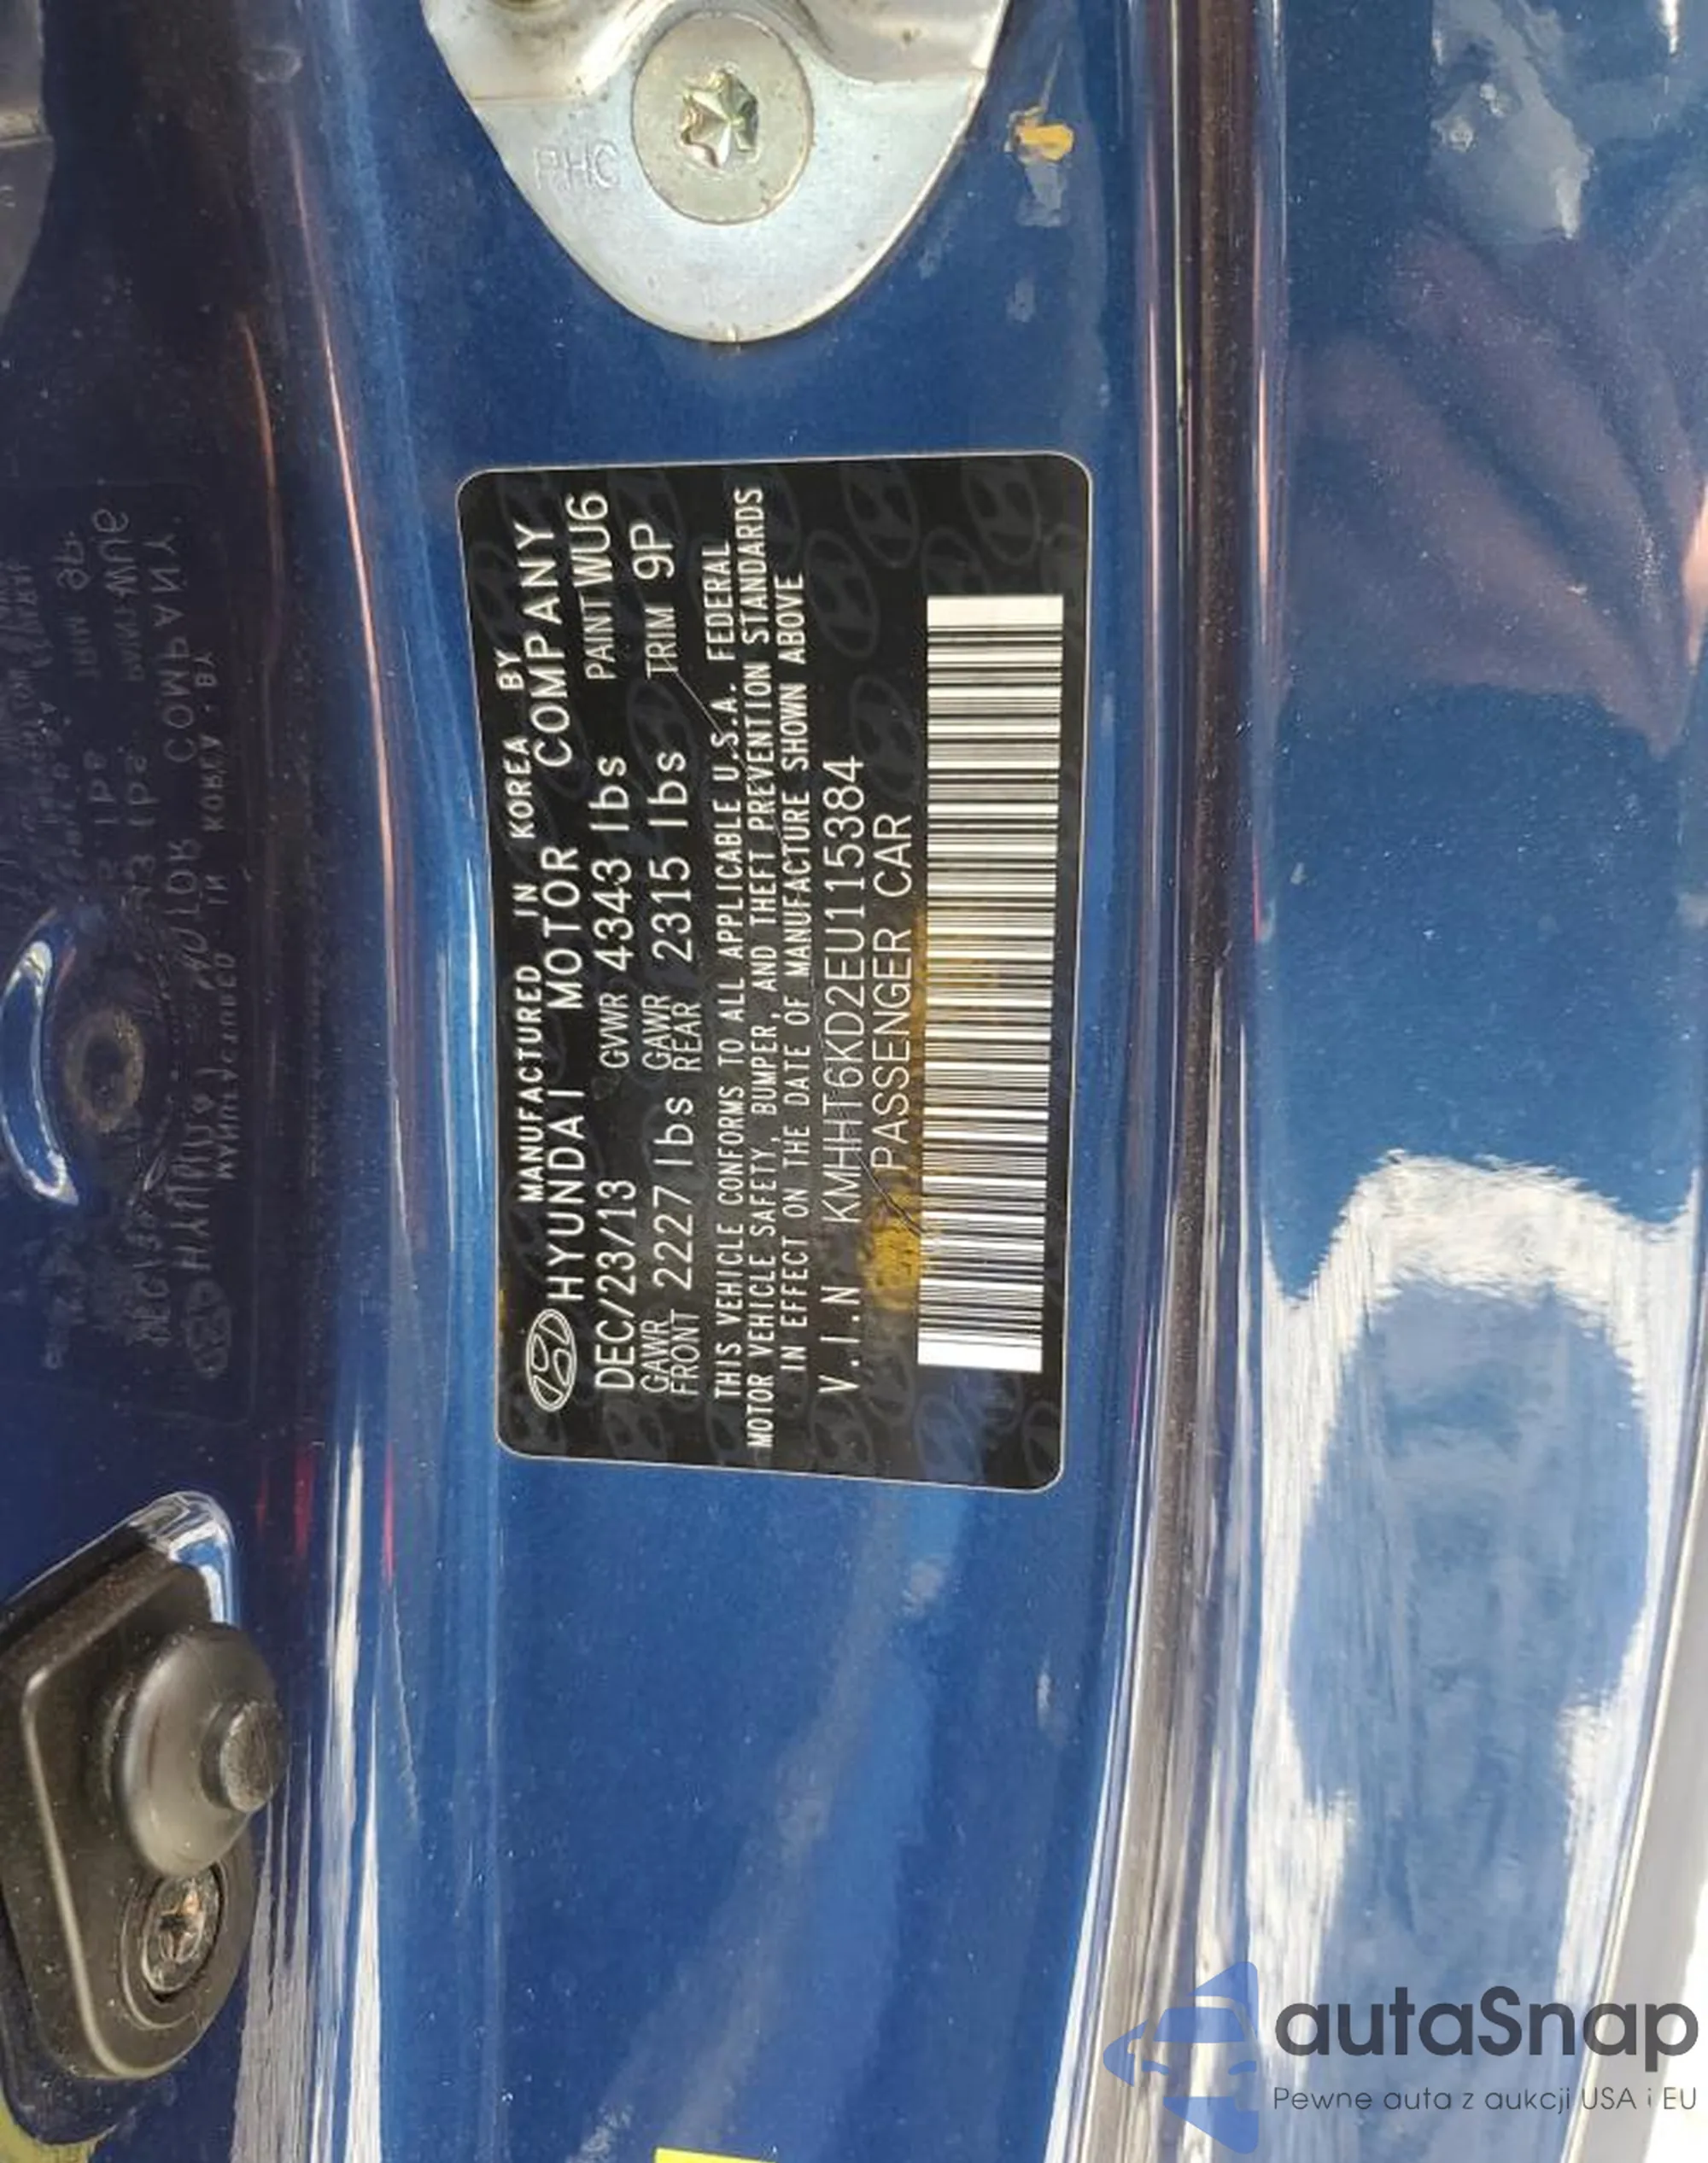 PHC
MANUFACTURED IN KOREA BY
HYUNDAI MOTOR COMPANY
DEC/23/13 GVWR 4343 lbs PAINT WU6
GAWR FRONT 2227 lbs GAWR REAR 2315 lbs TRIM 9P
THIS VEHICLE CONFORMS TO ALL APPLICABLE U.S.A. FEDERAL
MOTOR VEHICLE SAFETY, BUMPER, AND THEFT PREVENTION STANDARDS
IN EFFECT ON THE DATE OF MANUFACTURE SHOWN ABOVE
V.I.N KMHHT6KD2EU115384
PASSENGER CAR
autaSnap
Pewne auta z aukcji USA i EU